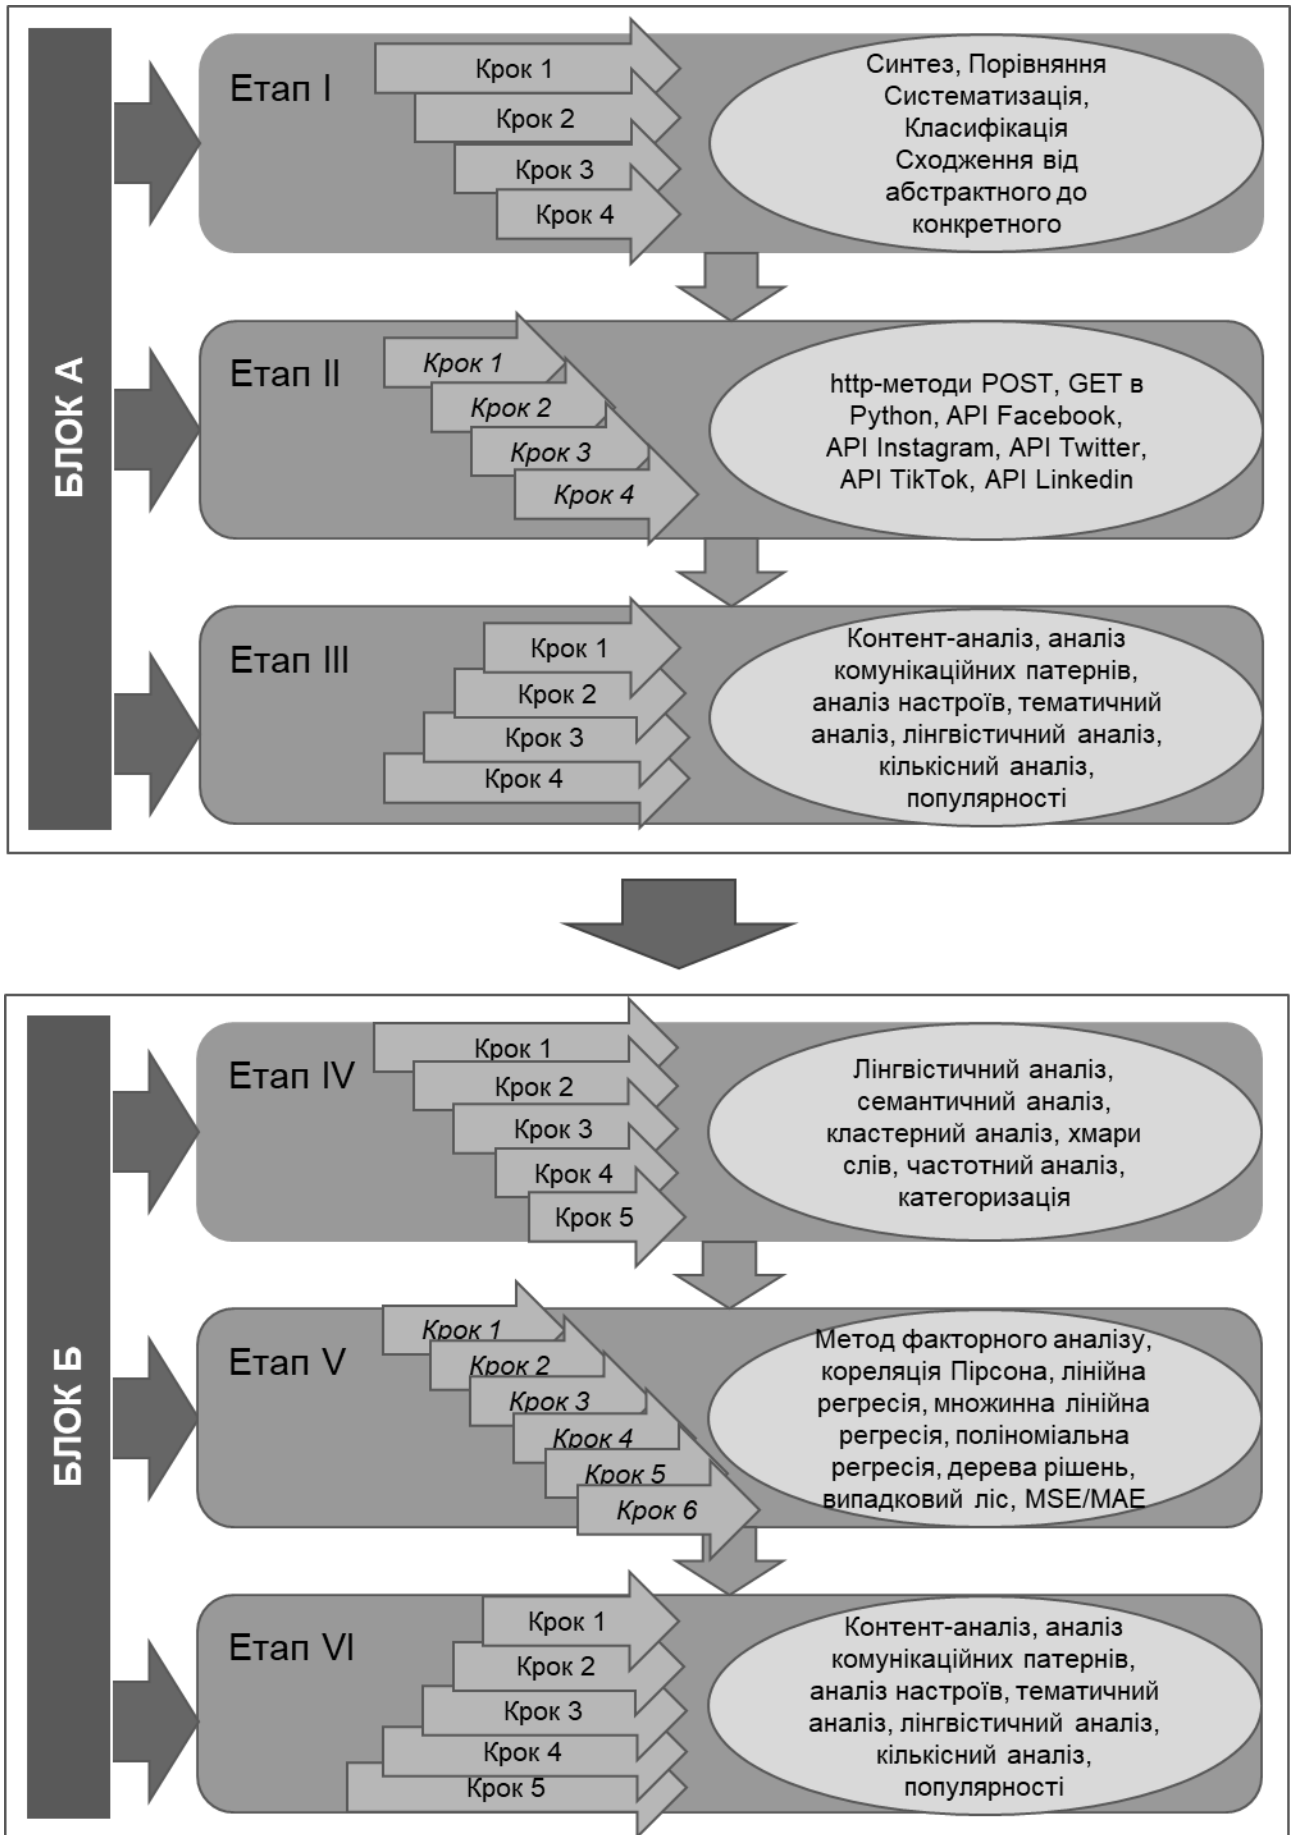 БЛОК А
Етап I
Крок 1
Крок 2
Крок 3
Крок 4
Синтез, Порівняння
Систематизація,
Класифікація
Сходження від
абстрактного до
конкретного
Етап II
Крок 1
Крок 2
Крок 3
Крок 4
http-методи POST, GET в
Python, API Facebook,
API Instagram, API Twitter,
API TikTok, API Linkedin
Етап III
Крок 1
Крок 2
Крок 3
Крок 4
Контент-аналіз, аналіз
комунікаційних патернів,
аналіз настроїв, тематичний
аналіз, лінгвістичний аналіз,
кількісний аналіз,
популярності
БЛОК Б
Етап IV
Крок 1
Крок 2
Крок 3
Крок 4
Крок 5
Лінгвістичний аналіз,
семантичний аналіз,
кластерний аналіз, хмари
слів, частотний аналіз,
категоризація
Етап V
Крок 1
Крок 2
Крок 3
Крок 4
Крок 5
Крок 6
Метод факторного аналізу,
кореляція Пірсона, лінійна
регресія, множинна лінійна
регресія, поліноміальна
регресія, дерева рішень,
випадковий ліс, MSE/MAE
Етап VI
Крок 1
Крок 2
Крок 3
Крок 4
Крок 5
Контент-аналіз, аналіз
комунікаційних патернів,
аналіз настроїв, тематичний
аналіз, лінгвістичний аналіз,
кількісний аналіз,
популярності